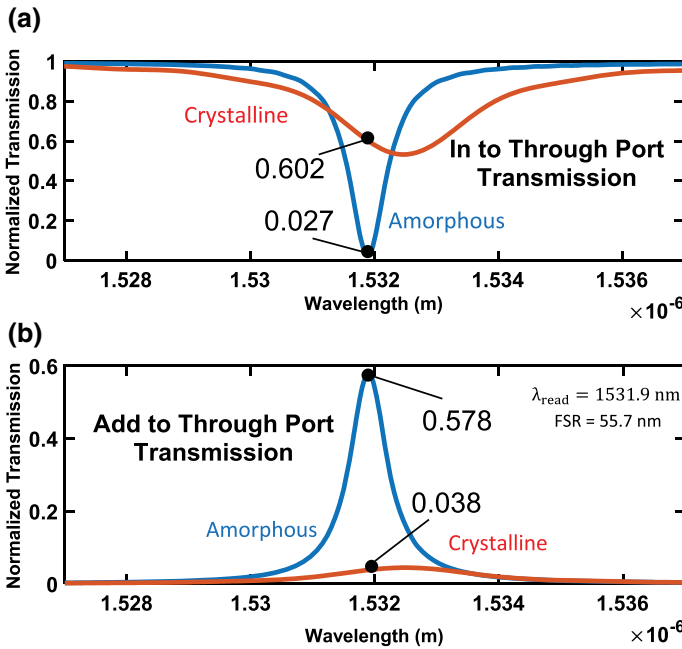 (a)
Normalized Transmission
1
0.8
0.6
0.4
0.2
0
Crystalline
0.602
0.027
Amorphous
In to Through Port
Transmission
1.528
1.53
1.532
1.534
1.536
Wavelength (m)
×10-6
(b)
Normalized Transmission
0.6
0.4
0.2
0
Add to Through Port
Transmission
λread = 1531.9 nm
FSR = 55.7 nm
0.578
0.038
Amorphous
Crystalline
1.528
1.53
1.532
1.534
1.536
Wavelength (m)
×10-6